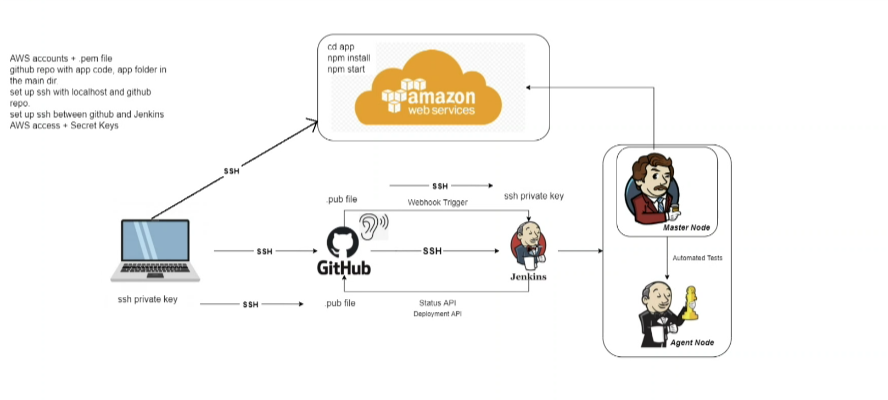 AWS accounts + .pem file
github repo with app code, app folder in
the main dir
set up ssh with localhost and github
repo.
set up ssh between github and Jenkins
AWS access + Secret Keys
cd app
npm install
npm start
amazon
web services
SSH
SSH
.pub file
Webhook Trigger
ssh private key
Master Node
SSH
SSH
GitHub
Jenkins
Automated Tests
ssh private key
SSH
.pub file
Status API
Deployment API
Agent Node